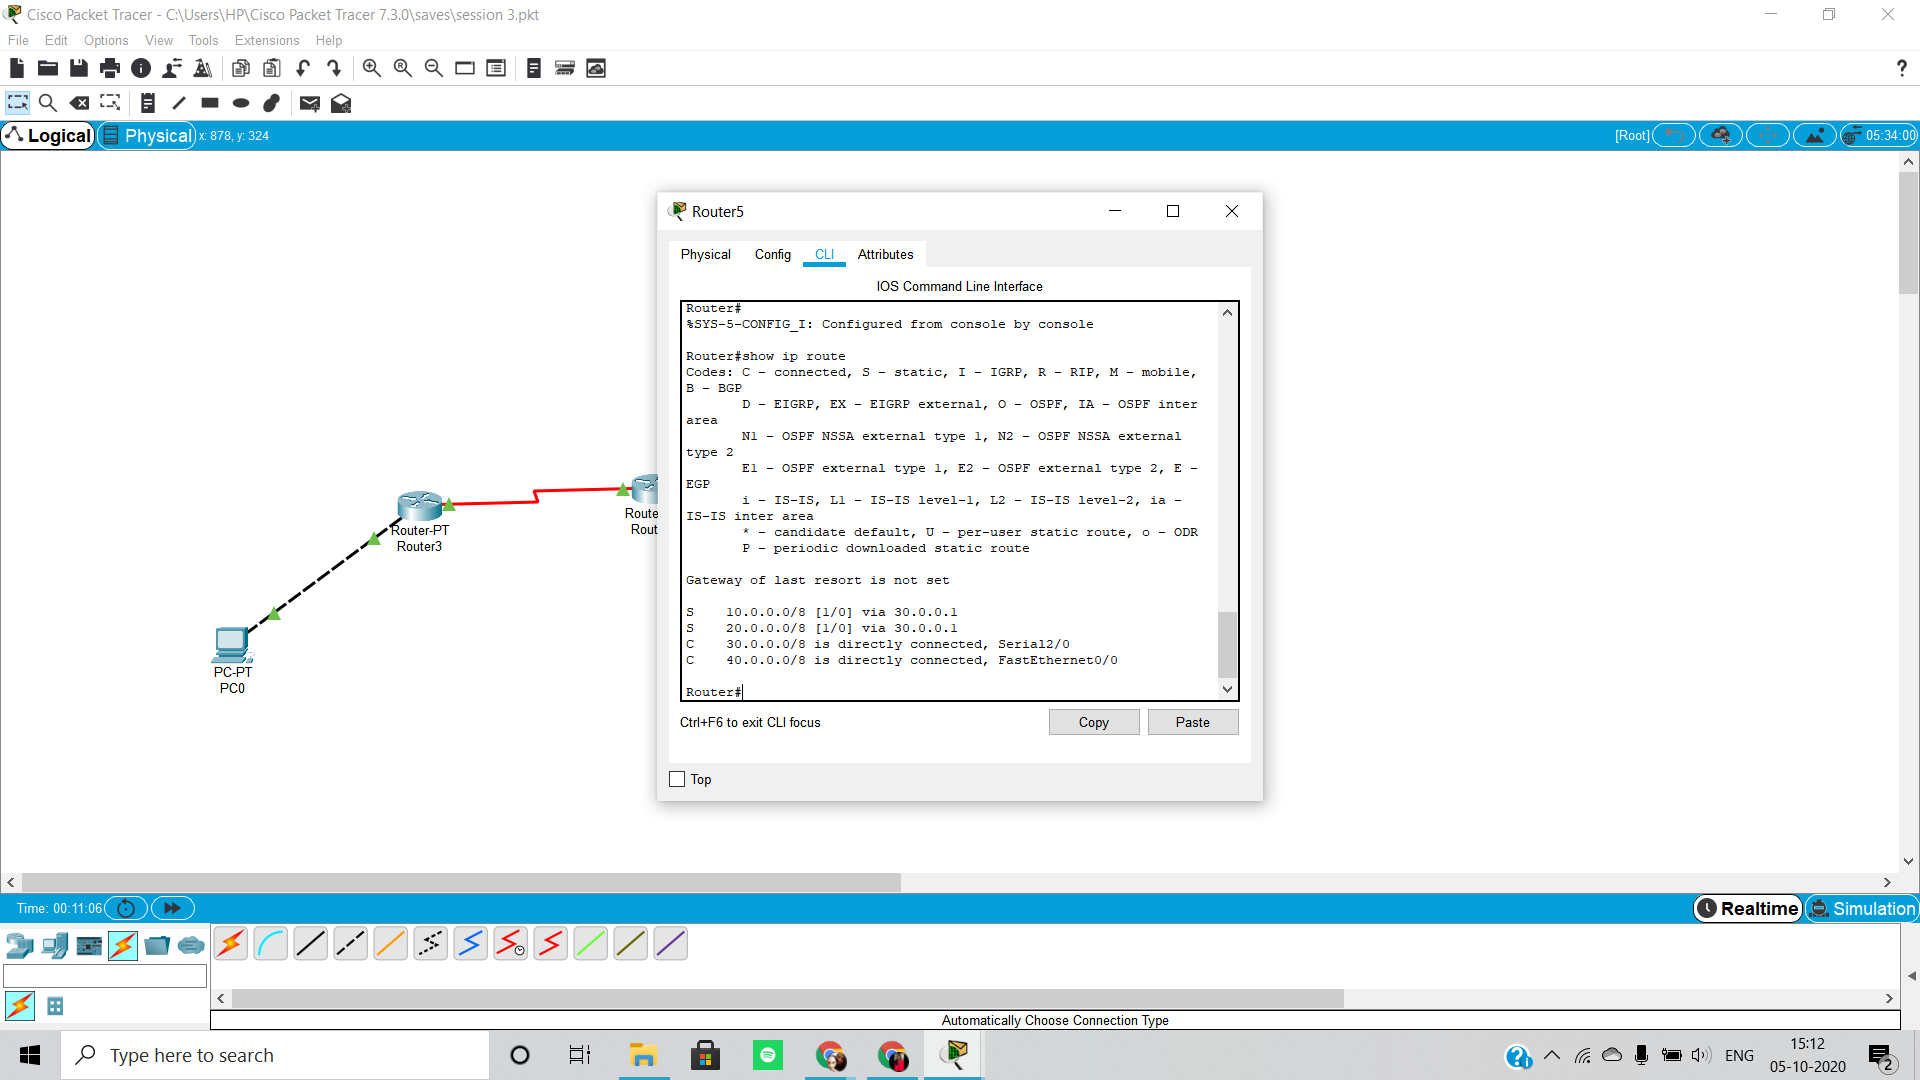 Cisco Packet Tracer - C:\Users\HP\Cisco Packet Tracer 7.3.0\saves\session 3.pkt
File Edit Options View Tools Extensions Help
?
Logical Physical x: 878, y: 324
[Root] 05:34:00
Router5
Physical Config CLI Attributes
IOS Command Line Interface
Router#
%SYS-5-CONFIG_I: Configured from console by console
Router#show ip route
Codes: C - connected, S - static, I - IGRP, R - RIP, M - mobile,
B - BGP
D - EIGRP, EX - EIGRP external, O - OSPF, IA - OSPF inter
area
N1 - OSPF NSSA external type 1, N2 - OSPF NSSA external
type 2
E1 - OSPF external type 1, E2 - OSPF external type 2, E -
EGP
i - IS-IS, L1 - IS-IS level-1, L2 - IS-IS level-2, ia -
IS-IS inter area
* - candidate default, U - per-user static route, o - ODR
P - periodic downloaded static route
Gateway of last resort is not set
S 10.0.0.0/8 [1/0] via 30.0.0.1
S 20.0.0.0/8 [1/0] via 30.0.0.1
C 30.0.0.0/8 is directly connected, Serial2/0
C 40.0.0.0/8 is directly connected, FastEthernet0/0
Router#
Ctrl+F6 to exit CLI focus
Copy Paste
Top
Router-PT
Router3
Route
Rout
PC-PT
PC0
Time: 00:11:06
Realtime Simulation
Automatically Choose Connection Type
Type here to search
ENG
15:12
05-10-2020
2